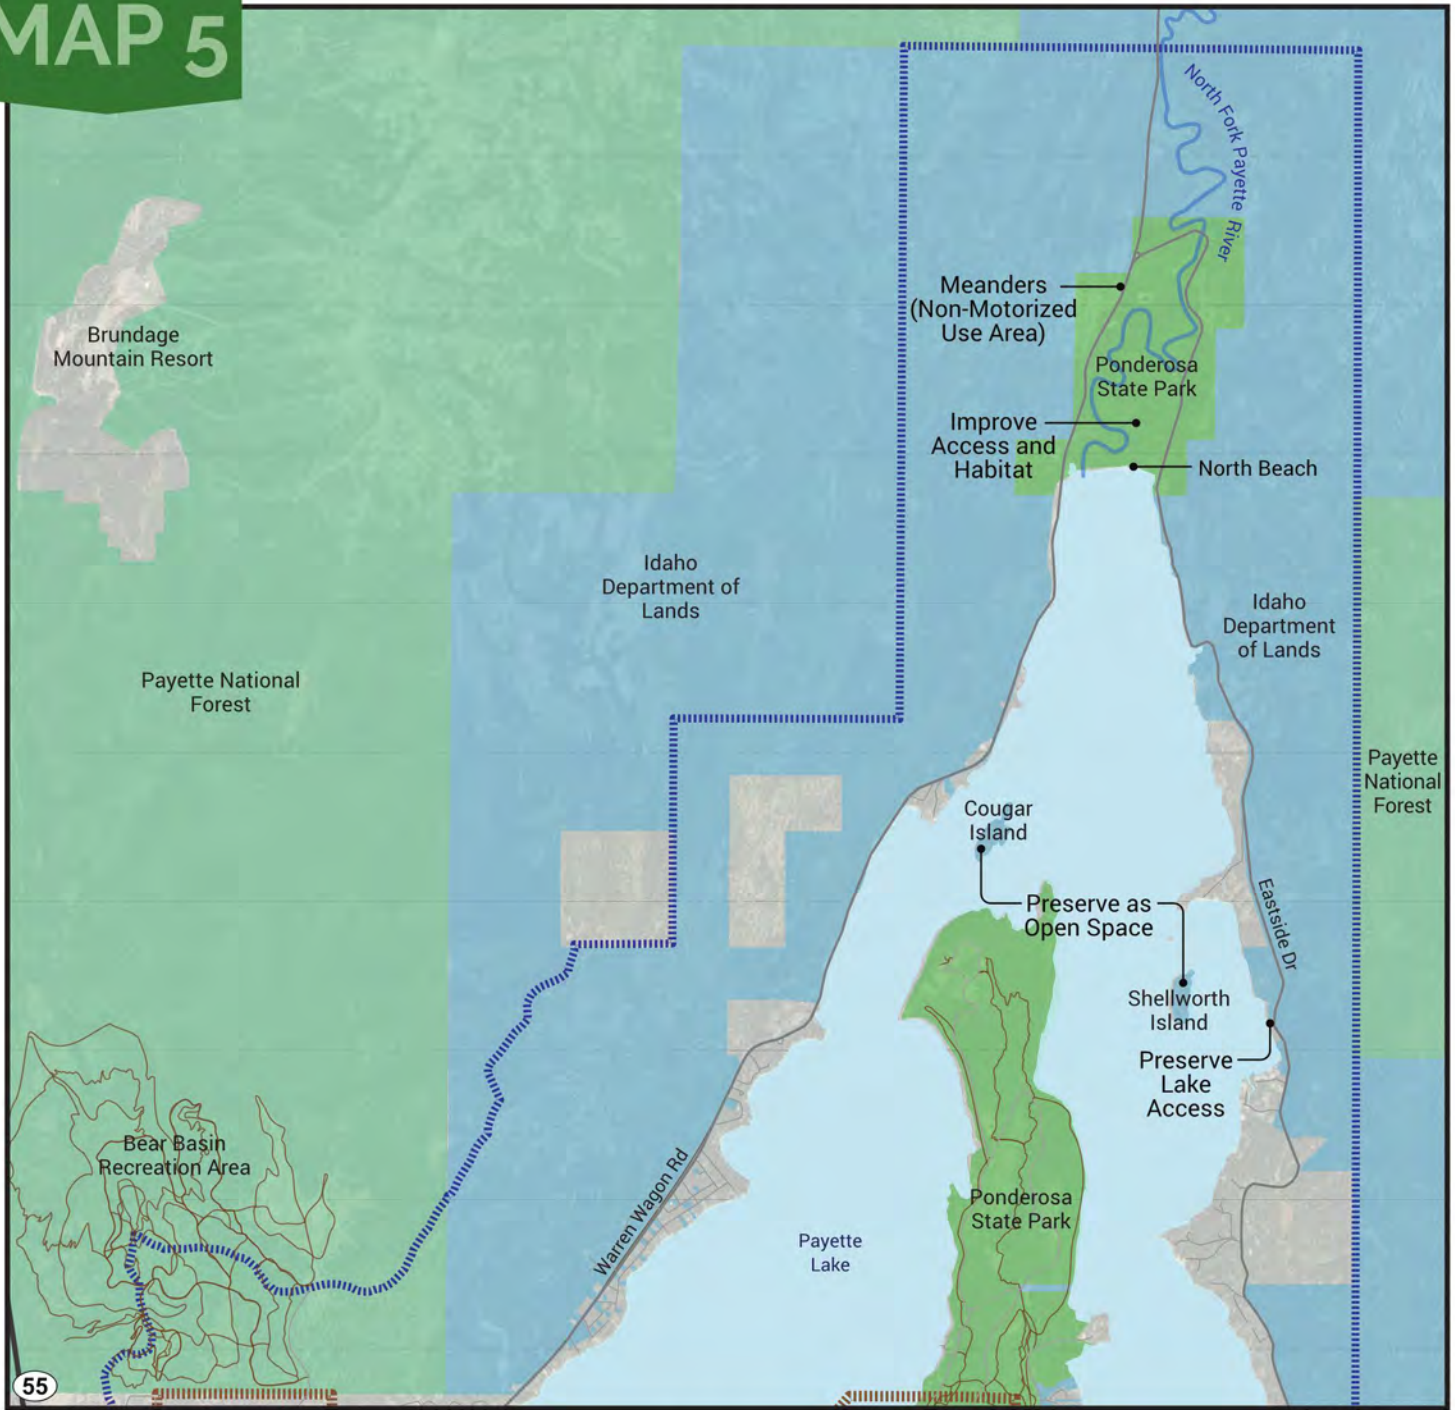 MAP 5
North Fork Payette River
Meanders
(Non-Motorized
Use Area)
Brundage
Mountain Resort
Ponderosa
State Park
Improve
Access and
Habitat
North Beach
Idaho
Department of
Lands
Idaho
Department
of Lands
Payette National
Forest
Payette
National
Forest
Cougar
Island
Preserve as
Open Space
Eastside Dr
Shellworth
Island
Preserve
Lake
Access
Bear Basin
Recreation Area
Warren Wagon Rd
Ponderosa
State Park
Payette
Lake
55